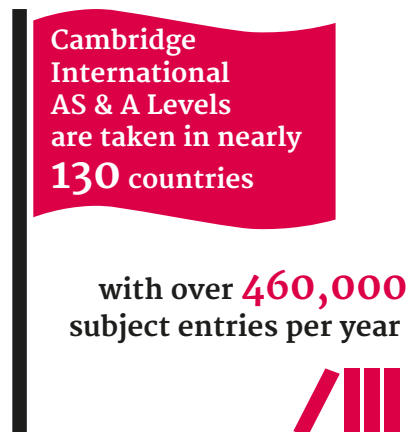 Cambridge
International
AS & A Levels
are taken in nearly
130 countries
with over 460,000
subject entries per year